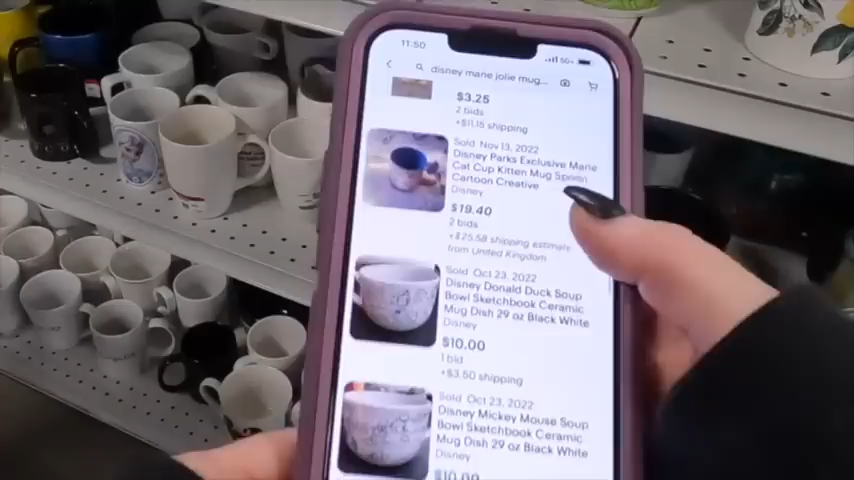 11:50
5G
disney marie jolie mug...
$3.25
2 bids
+$11.15 shipping
Sold Nov 13, 2022
Disney Parks Exclusive Marie
Cat Cup Kitten Mug
Cartoon Creative
Disney
$19.40
2 bids
+$25.58 shipping estimate
from United Kingdom
Sold Oct 23, 2022
Disney Donald Duck Soup
Bowl Sketchbook Ceramic
Mug Dish 29 oz Black White
Disney
$10.00
1 bid
+$3.50 shipping
Sold Oct 23, 2022
Disney Mickey Mouse Soup
Bowl Sketchbook Ceramic
Mug Dish 29 oz Black White
Disney
$10.00